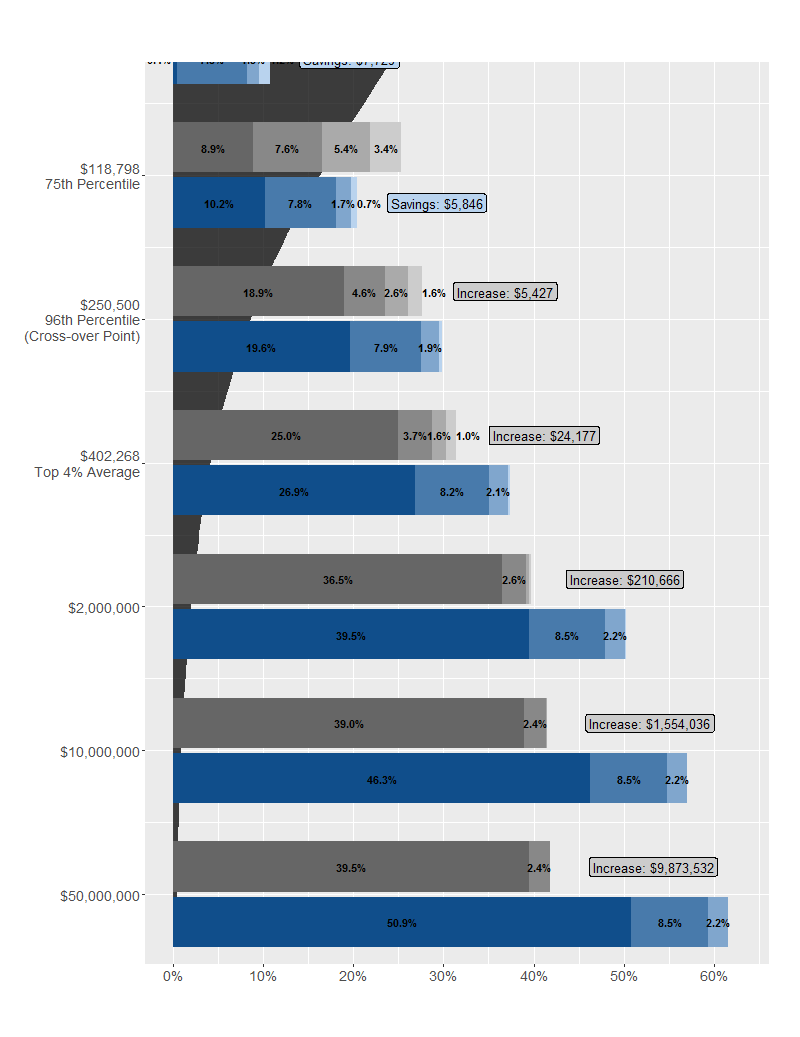 Savings: $7,729
$118,798
75th Percentile
8.9% 7.6% 5.4% 3.4%
10.2% 7.8% 1.7% 0.7% Savings: $5,846
$250,500
96th Percentile
(Cross-over Point)
18.9% 4.6% 2.6% 1.6% Increase: $5,427
19.6% 7.9% 1.9%
$402,268
Top 4% Average
25.0% 3.7% 1.6% 1.0% Increase: $24,177
26.9% 8.2% 2.1%
$2,000,000
36.5% 2.6% Increase: $210,666
39.5% 8.5% 2.2%
$10,000,000
39.0% 2.4% Increase: $1,554,036
46.3% 8.5% 2.2%
$50,000,000
39.5% 2.4% Increase: $9,873,532
50.9% 8.5% 2.2%
0% 10% 20% 30% 40% 50% 60%